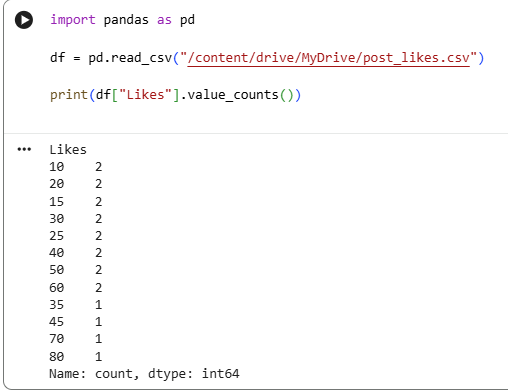 import pandas as pd
df = pd.read_csv("/content/drive/MyDrive/post_likes.csv")
print(df["Likes"].value_counts())
Likes
10    2
20    2
15    2
30    2
25    2
40    2
50    2
60    2
35    1
45    1
70    1
80    1
Name: count, dtype: int64